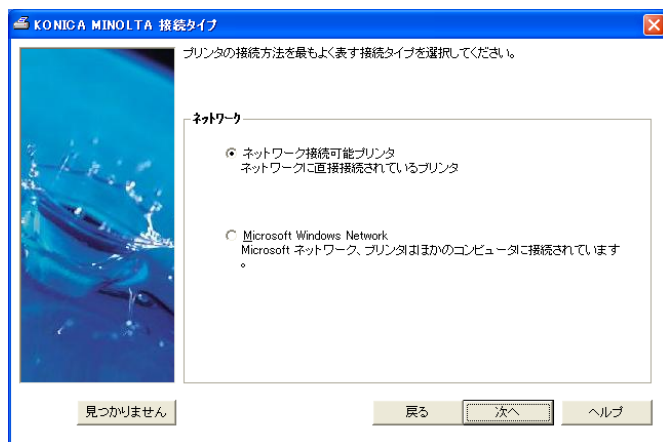 KONICA MINOLTA 接続タイプ
プリンタの接続方法を最もよく表す接続タイプを選択してください。
ネットワーク
ネットワーク接続可能プリンタ
ネットワークに直接接続されているプリンタ
Microsoft Windows Network
Microsoft ネットワーク、プリンタはほかのコンピュータに接続されています
。
見つかりません
戻る
次へ
ヘルプ